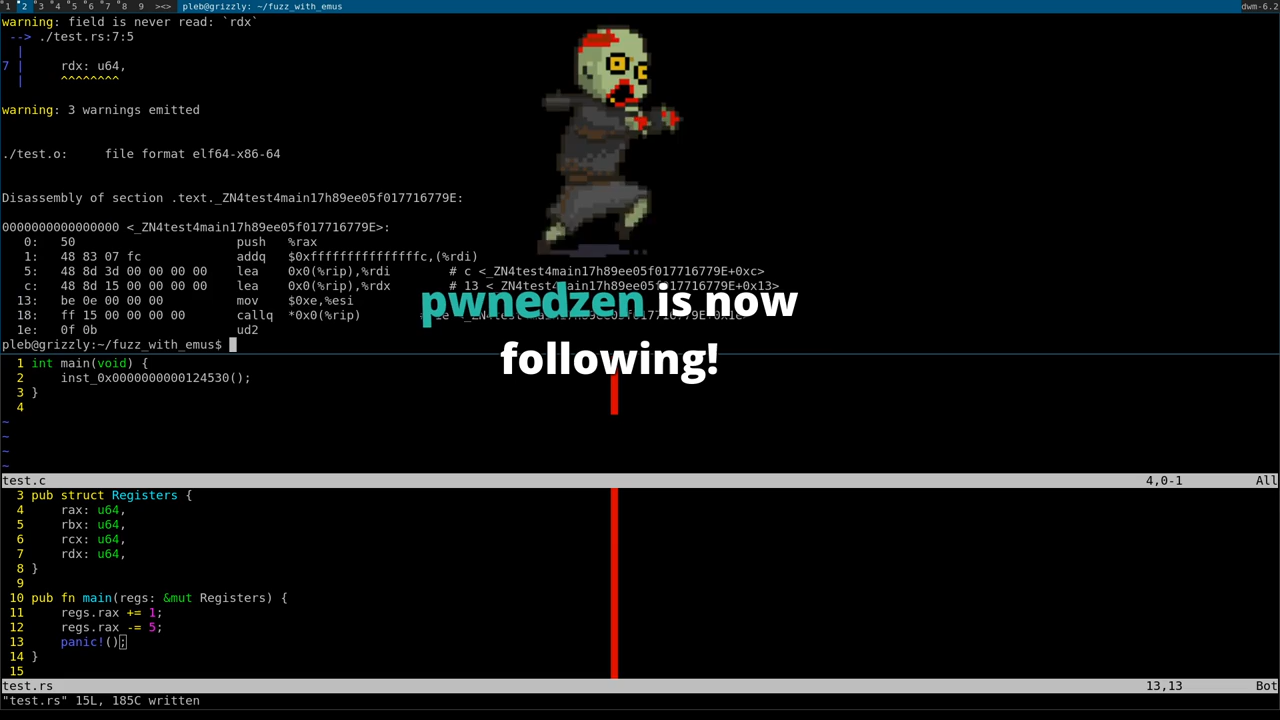 1 2 3 4 5 6 7 8 9 ><> pleb@grizzly: ~/fuzz_with_emus dwm-6.2
warning: field is never read: `rdx`
--> ./test.rs:7:5
|
7 | rdx: u64,
| ^^^^^^^^
warning: 3 warnings emitted
./test.o: file format elf64-x86-64
Disassembly of section .text._ZN4test4main17h89ee05f017716779E:
0000000000000000 <_ZN4test4main17h89ee05f017716779E>:
0: 50 push %rax
1: 48 83 07 fc addq $0xfffffffffffffffc,(%rdi)
5: 48 8d 3d 00 00 00 00 lea 0x0(%rip),%rdi # c <_ZN4test4main17h89ee05f017716779E+0xc>
c: 48 8d 15 00 00 00 00 lea 0x0(%rip),%rdx # 13 <_ZN4test4main17h89ee05f017716779E+0x13>
13: be 0e 00 00 00 mov $0xe,%esi
18: ff 15 00 00 00 00 callq *0x0(%rip) # 1e <_ZN4test4main17h89ee05f017716779E+0x1e>
1e: 0f 0b ud2
pleb@grizzly:~/fuzz_with_emus$
pwnedzen is now
following!
1 int main(void) {
2 inst_0x0000000000124530();
3 }
4
~
~
~
~
test.c 4,0-1 All
3 pub struct Registers {
4 rax: u64,
5 rbx: u64,
6 rcx: u64,
7 rdx: u64,
8 }
9
10 pub fn main(regs: &mut Registers) {
11 regs.rax += 1;
12 regs.rax -= 5;
13 panic!();
14 }
15
test.rs 13,13 Bot
"test.rs" 15L, 185C written